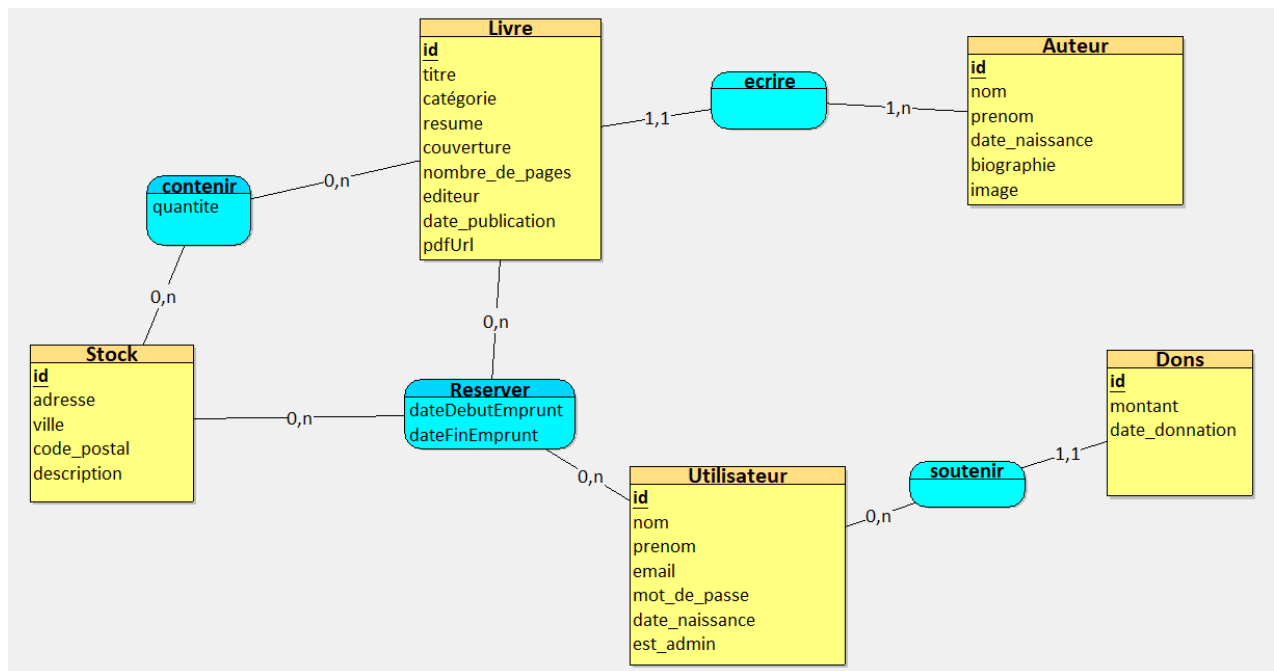 Livre
id
titre
catégorie
resume
couverture
nombre_de_pages
editeur
date_publication
pdfUrl
ecrire
1,1
1,n
Auteur
id
nom
prenom
date_naissance
biographie
image
contenir
quantite
0,n
0,n
0,n
Stock
id
adresse
ville
code_postal
description
0,n
Reserver
dateDebutEmprunt
dateFinEmprunt
0,n
Utilisateur
id
nom
prenom
email
mot_de_passe
date_naissance
est_admin
0,n
soutenir
1,1
Dons
id
montant
date_donnation